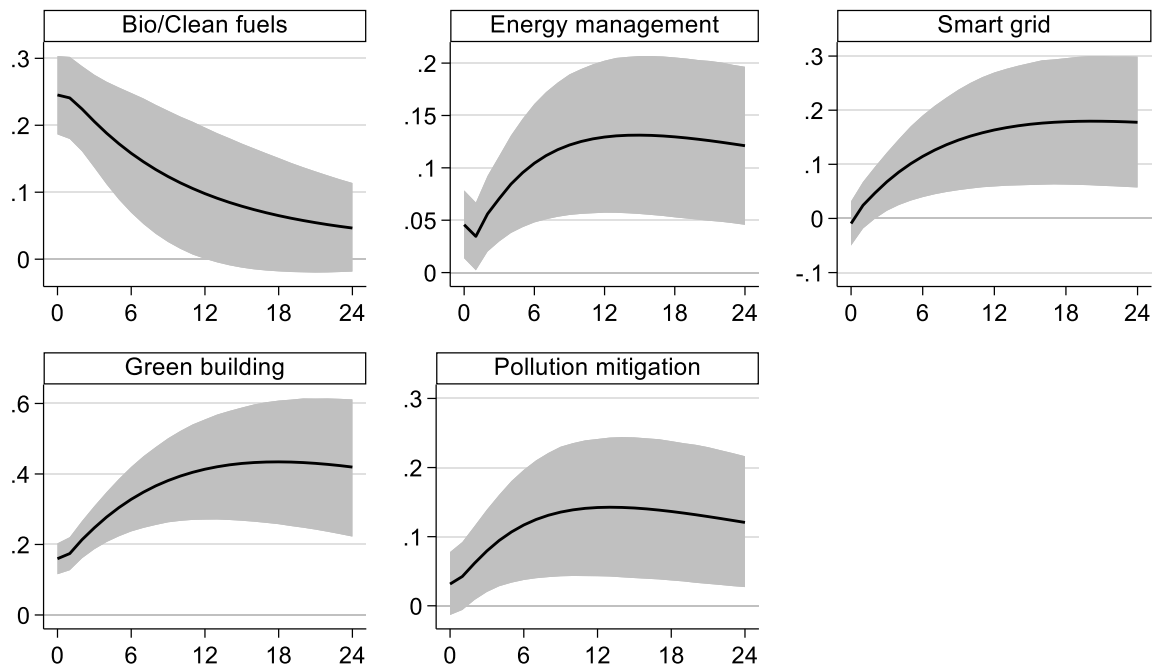 Bio/Clean fuels
.3
.2
.1
0
0 6 12 18 24
Energy management
.2
.15
.1
.05
0
0 6 12 18 24
Smart grid
.3
.2
.1
0
-.1
0 6 12 18 24
Green building
.6
.4
.2
0
0 6 12 18 24
Pollution mitigation
.3
.2
.1
0
0 6 12 18 24